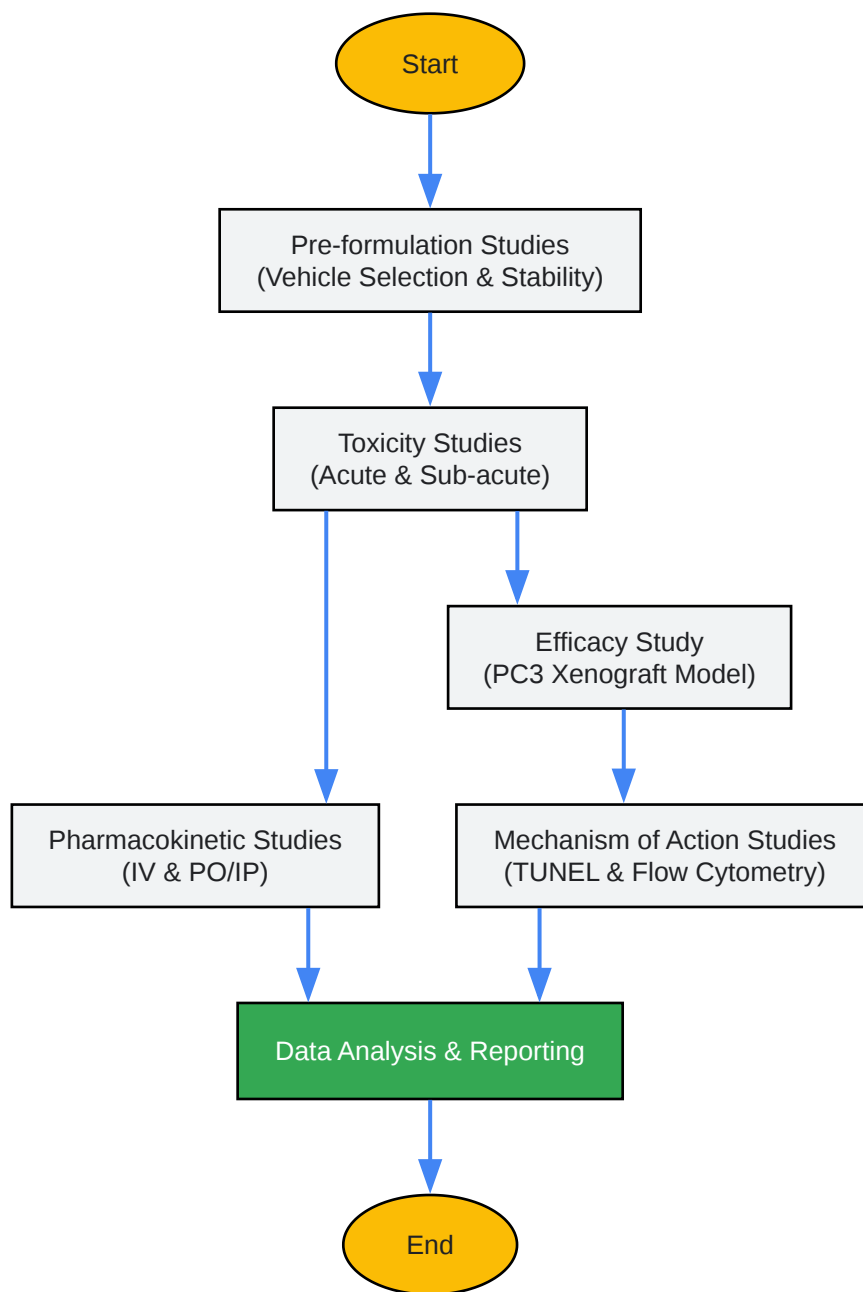 Start
Pre-formulation Studies
(Vehicle Selection & Stability)
Toxicity Studies
(Acute & Sub-acute)
Efficacy Study
(PC3 Xenograft Model)
Pharmacokinetic Studies
(IV & PO/IP)
Mechanism of Action Studies
(TUNEL & Flow Cytometry)
Data Analysis & Reporting
End